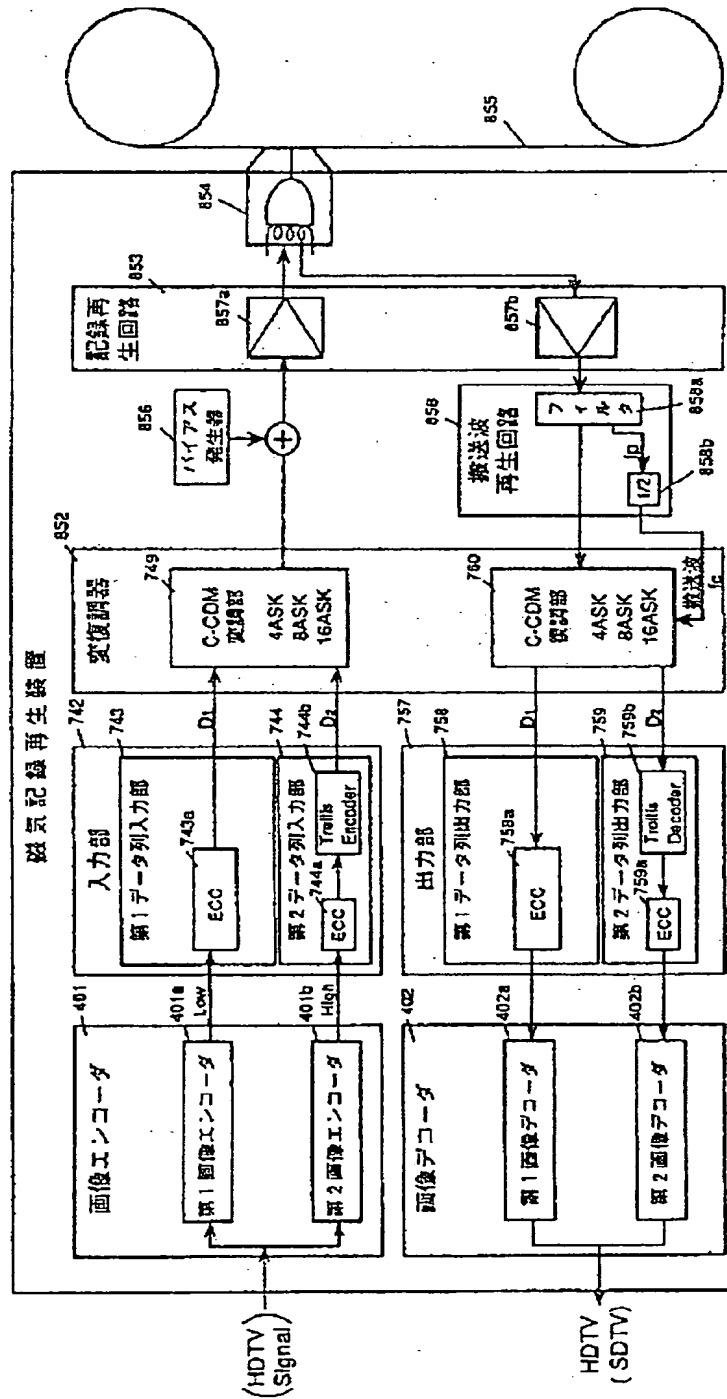 磁気記録再生装置
(HDTV
Signal)
401
画像エンコーダ
401a
第1画像エンコーダ
Low
401b
第2画像エンコーダ
High
742
入力部
743
第1データ列入力部
743a
ECC
D1
744
第2データ列入力部
744a
ECC
744b
Trellis
Encoder
D2
852
変復調器
749
C-CDM
変調部
4ASK
8ASK
16ASK
856
バイアス
発生器
+
853
記録再
生回路
857a
854
855
857b
858
搬送波
再生回路
フィルタ
858a
1/2
858b
搬送波
fc
760
C-CDM
復調部
4ASK
8ASK
16ASK
757
出力部
758
第1データ列出力部
758a
ECC
D1
759
第2データ列出力部
759a
ECC
759b
Trellis
Decoder
D2
402
画像デコーダ
402a
第1画像デコーダ
402b
第2画像デコーダ
HDTV
(SDTV)